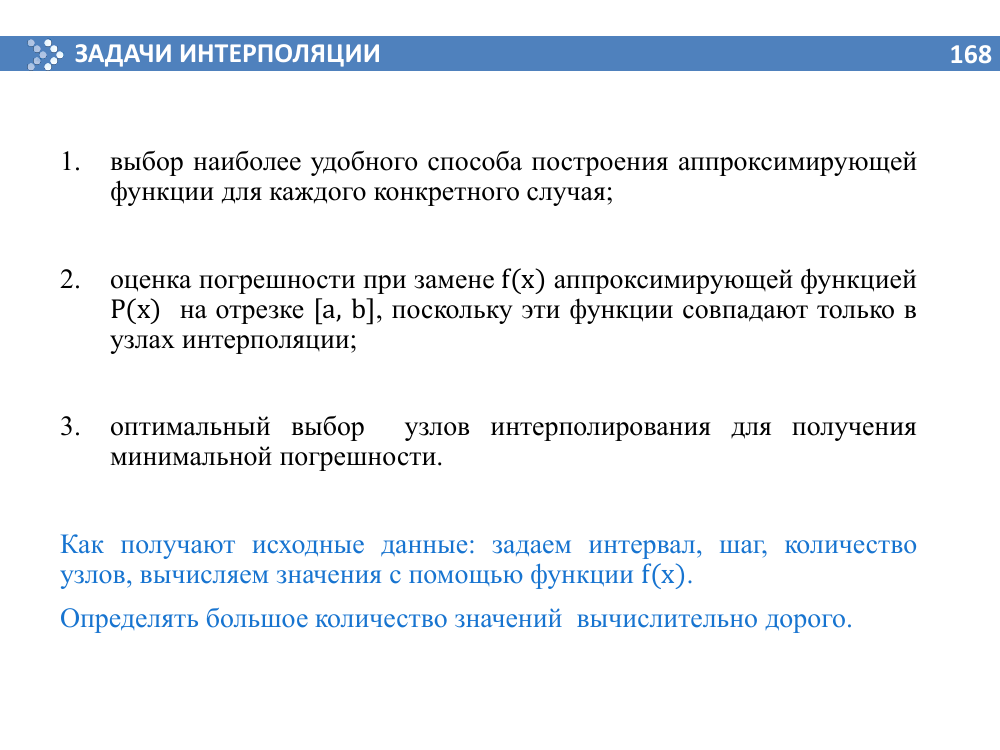 ЗАДАЧИ ИНТЕРПОЛЯЦИИ 168
1. выбор наиболее удобного способа построения аппроксимирующей
функции для каждого конкретного случая;
2. оценка погрешности при замене f(x) аппроксимирующей функцией
P(x) на отрезке [a, b], поскольку эти функции совпадают только в
узлах интерполяции;
3. оптимальный выбор узлов интерполирования для получения
минимальной погрешности.
Как получают исходные данные: задаем интервал, шаг, количество
узлов, вычисляем значения с помощью функции f(x).
Определять большое количество значений вычислительно дорого.